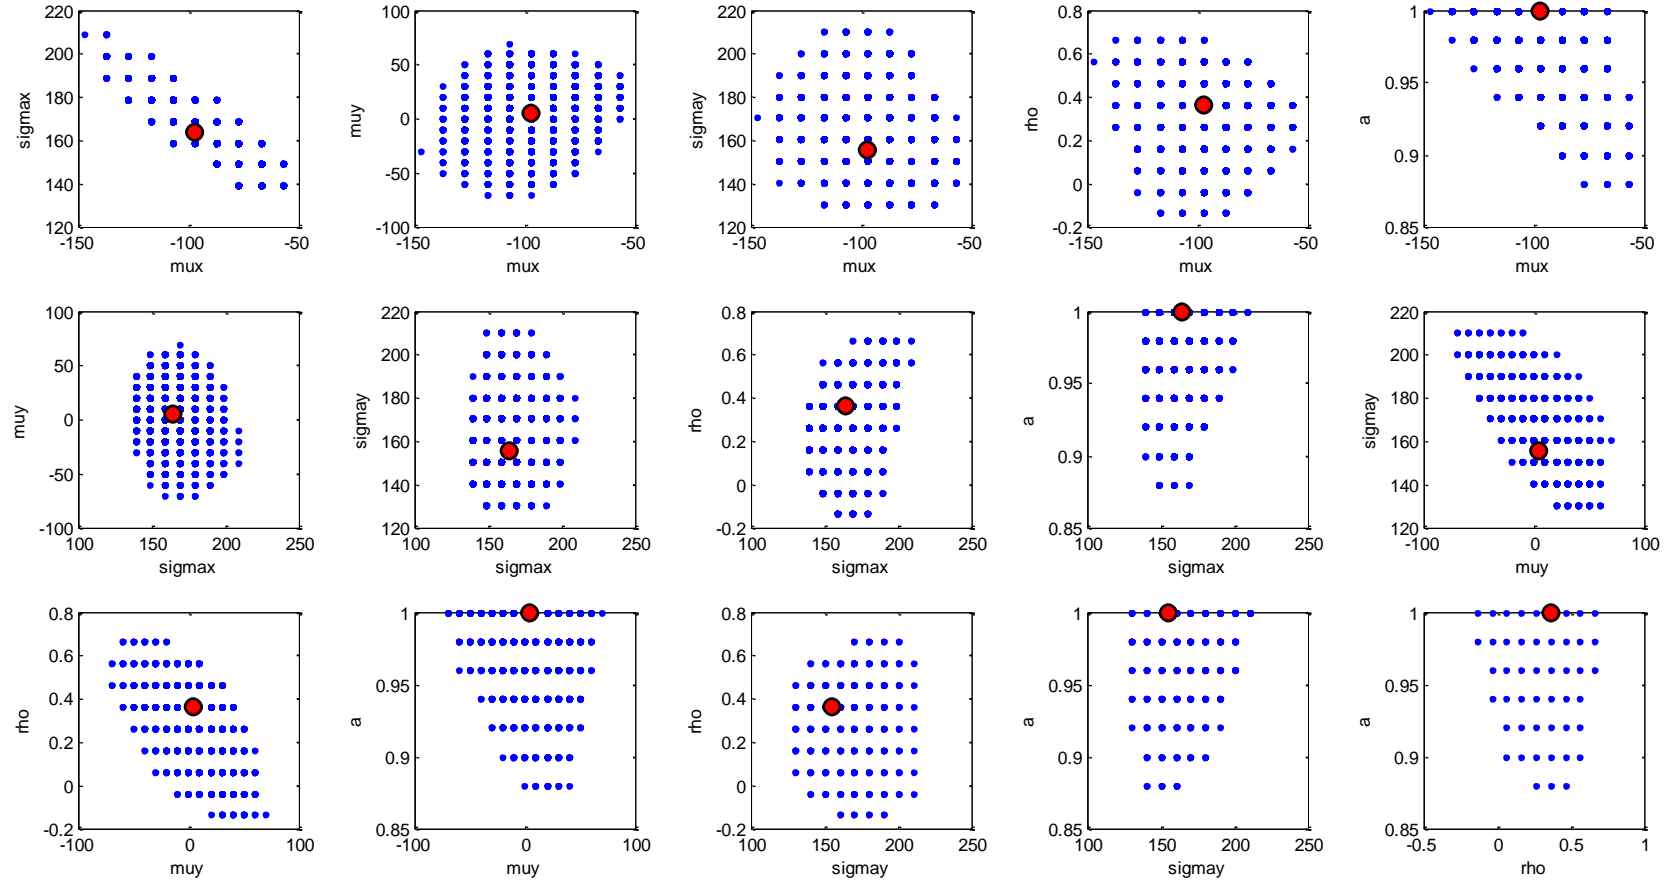 220 100 220 0.8 1
200 50 200 0.6 0.95
sigmax 180 muy 0 sigmay 180 rho 0.4 a
160 160 0.2 0.9
140 -50 140 0
120 -100 120 -0.2 0.85
-150 -100 -50 -150 -100 -50 -150 -100 -50 -150 -100 -50 -150 -100 -50
mux mux mux mux mux
100 220 0.8 1 220
50 200 0.6 0.95 200
muy 0 sigmay 180 rho 0.4 a sigmay 180
160 0.2 0.9 160
-50 140 0 140
-100 120 -0.2 0.85 120
100 150 200 250 100 150 200 250 100 150 200 250 100 150 200 250 -100 0 100
sigmax sigmax sigmax sigmax muy
0.8 1 0.8 1 1
0.6 0.95 0.6 0.95 0.95
rho 0.4 a rho 0.4 a a
0.2 0.9 0.2 0.9 0.9
0 0
-0.2 0.85 -0.2 0.85 0.85
-100 0 100 -100 0 100 100 150 200 250 100 150 200 250 -0.5 0 0.5 1
muy muy sigmay sigmay rho